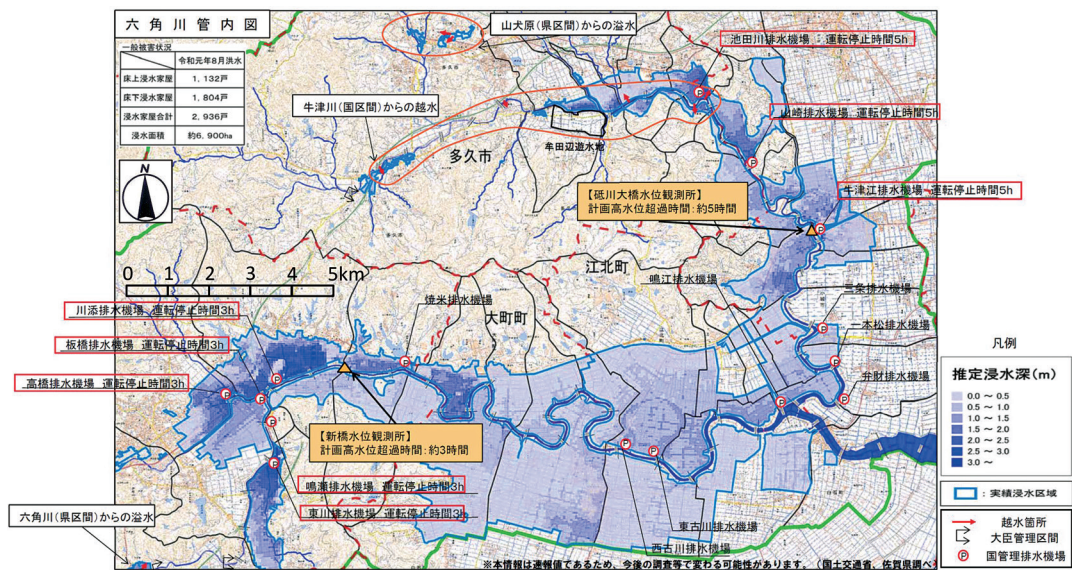 六角川管内図
一般被害状況
令和元年8月洪水
床上浸水家屋 1,132戸
床下浸水家屋 1,804戸
浸水家屋合計 2,936戸
浸水面積 約6,900ha
N
0 1 2 3 4 5km
山犬原(県区間)からの溢水
牛津川(国区間)からの越水
多久市
牟田辺遊水地
池田川排水機場 : 運転停止時間5h
山崎排水機場 運転停止時間5h
牛津江排水機場 運転停止時間5h
【砥川大橋水位観測所】
計画高水位超過時間:約5時間
江北町
鳴江排水機場
三条排水機場
一本松排水機場
弁財排水機場
焼米排水機場
大町町
川添排水機場 運転停止時間3h
板橋排水機場 運転停止時間3h
高橋排水機場 運転停止時間3h
【新橋水位観測所】
計画高水位超過時間:約3時間
鳴瀬排水機場 運転停止時間3h
東川排水機場 運転停止時間3h
六角川(県区間)からの溢水
東古川排水機場
西古川排水機場
凡例
推定浸水深(m)
0.0 ~ 0.5
0.5 ~ 1.0
1.0 ~ 1.5
1.5 ~ 2.0
2.0 ~ 2.5
2.5 ~ 3.0
3.0 ~
:実績浸水区域
越水箇所
大臣管理区間
P 国管理排水機場
※本情報は速報値であるため、今後の調査等で変わる可能性があります。(国土交通省、佐賀県調べ